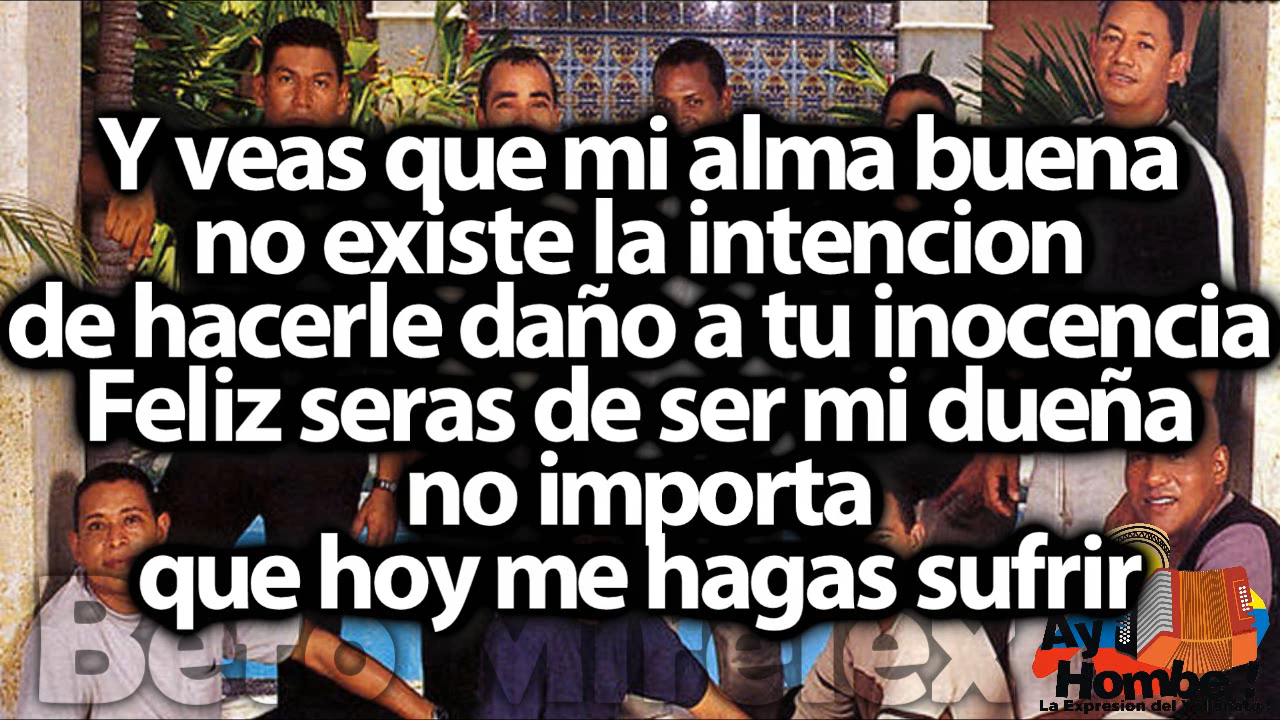 Y veas que mi alma buena
no existe la intencion
de hacerle daño a tu inocencia
Feliz seras de ser mi dueña
no importa
que hoy me hagas sufrir
Ay
Hombe!
La Expresion del Vallenato